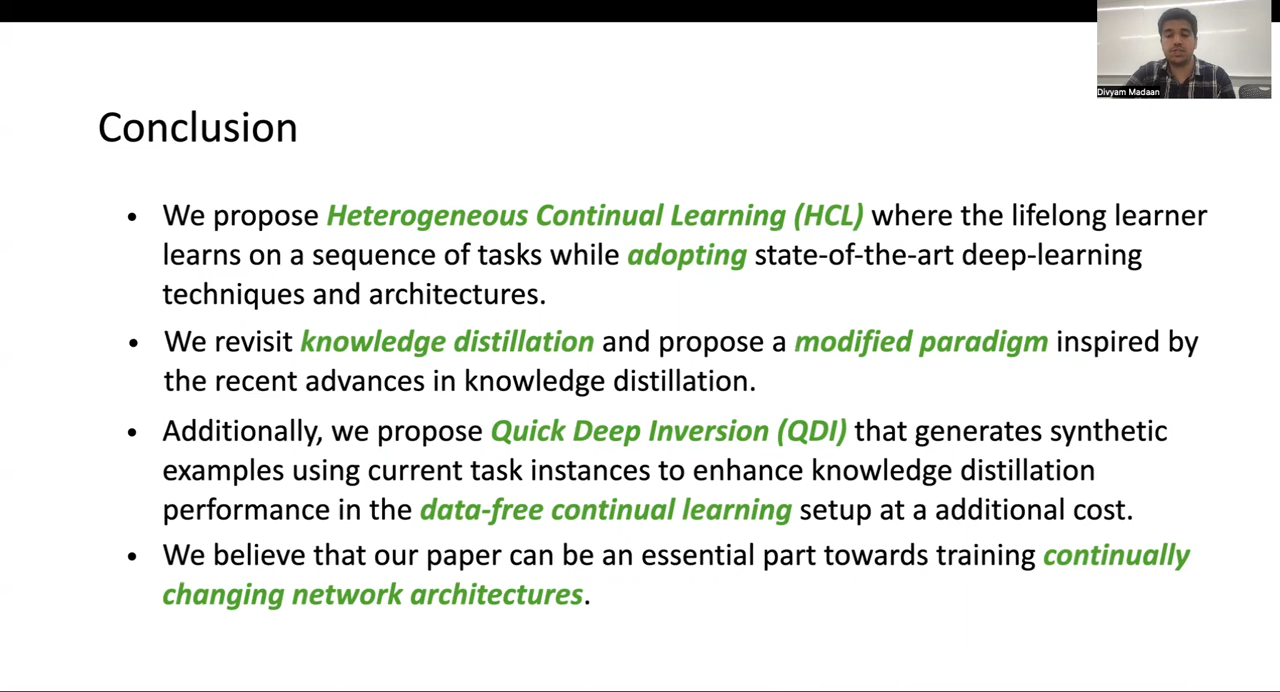 Divyam Madaan
Conclusion
• We propose Heterogeneous Continual Learning (HCL) where the lifelong learner
learns on a sequence of tasks while adopting state-of-the-art deep-learning
techniques and architectures.
• We revisit knowledge distillation and propose a modified paradigm inspired by
the recent advances in knowledge distillation.
• Additionally, we propose Quick Deep Inversion (QDI) that generates synthetic
examples using current task instances to enhance knowledge distillation
performance in the data-free continual learning setup at a additional cost.
• We believe that our paper can be an essential part towards training continually
changing network architectures.